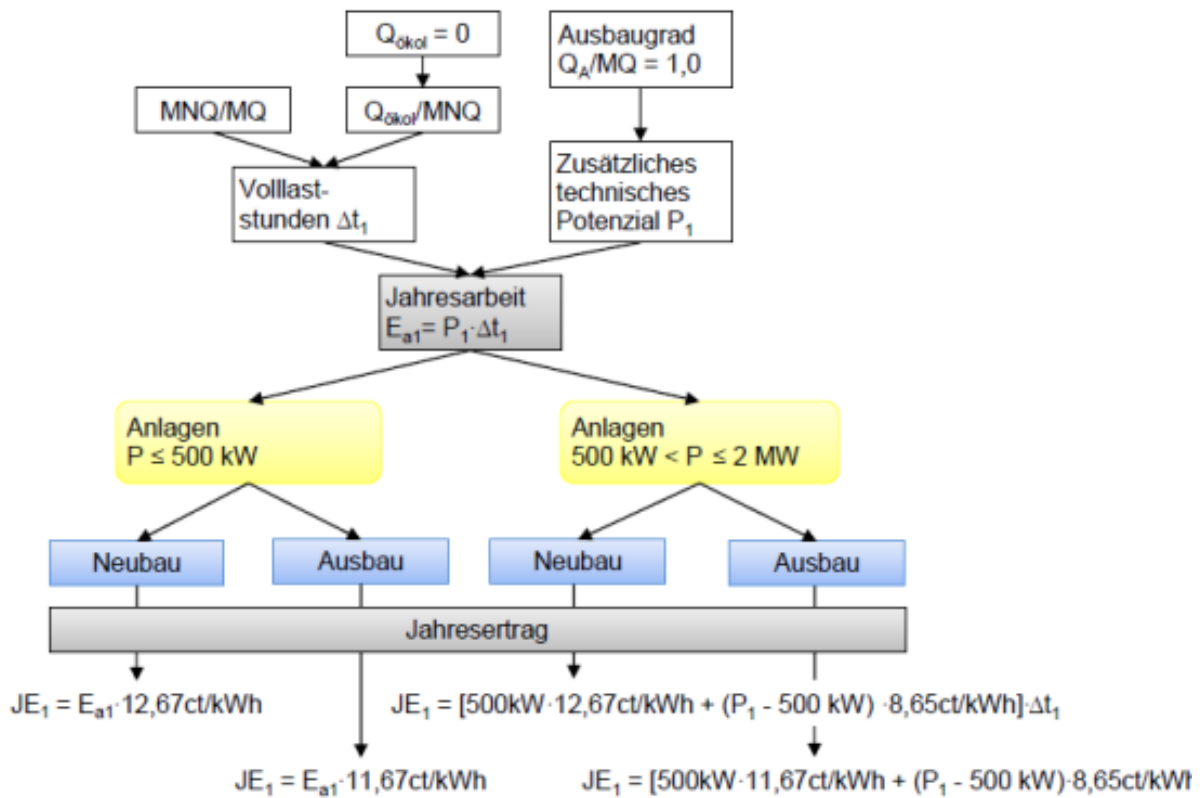 Qökol = 0
Ausbaugrad
QA/MQ = 1,0
MNQ/MQ
Qökol/MNQ
Volllast-
stunden Δt1
Zusätzliches
technisches
Potenzial P1
Jahresarbeit
Ea1= P1·Δt1
Anlagen
P ≤ 500 kW
Anlagen
500 kW < P ≤ 2 MW
Neubau
Ausbau
Neubau
Ausbau
Jahresertrag
JE1 = Ea1·12,67ct/kWh
JE1 = [500kW·12,67ct/kWh + (P1 - 500 kW) ·8,65ct/kWh]·Δt1
JE1 = Ea1·11,67ct/kWh
JE1 = [500kW·11,67ct/kWh + (P1 - 500 kW)·8,65ct/kWh